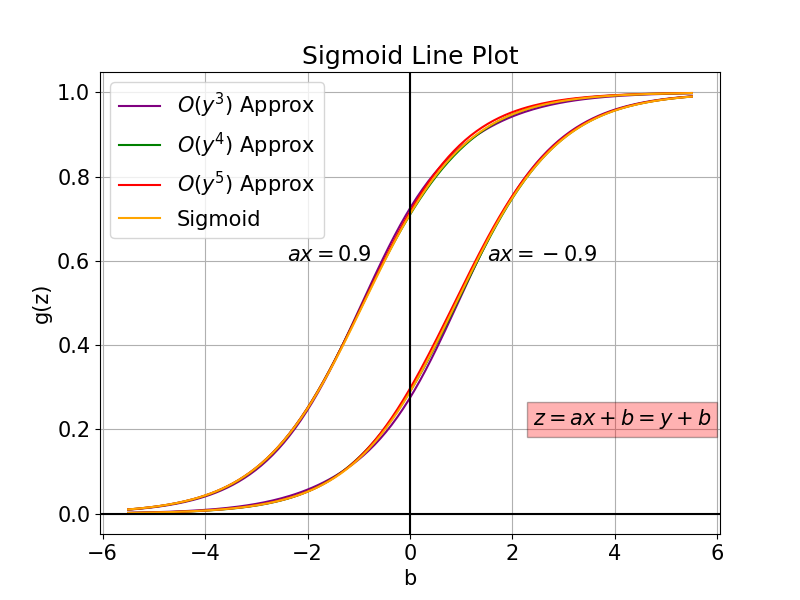 Sigmoid Line Plot
1.0
0.8
0.6
0.4
0.2
0.0
g(z)
O(y³) Approx
O(y⁴) Approx
O(y⁵) Approx
Sigmoid
ax = 0.9
ax = −0.9
z = ax + b = y + b
−6 −4 −2 0 2 4 6
b